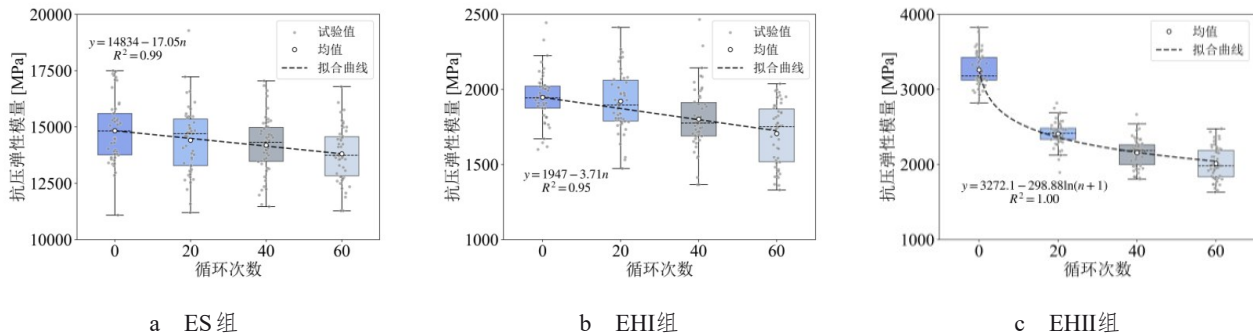 20000
17500
15000
12500
10000
抗压弹性模量 [MPa]
y=14834−17.05n
R²=0.99
试验值
均值
拟合曲线
0 20 40 60
循环次数
a ES组
2500
2000
1500
1000
抗压弹性模量 [MPa]
试验值
均值
拟合曲线
y=1947−3.71n
R²=0.95
0 20 40 60
循环次数
b EHI组
4000
3000
2000
1000
抗压弹性模量 [MPa]
试验值
均值
拟合曲线
y=3272.1−298.88ln(n+1)
R²=1.00
0 20 40 60
循环次数
c EHII组